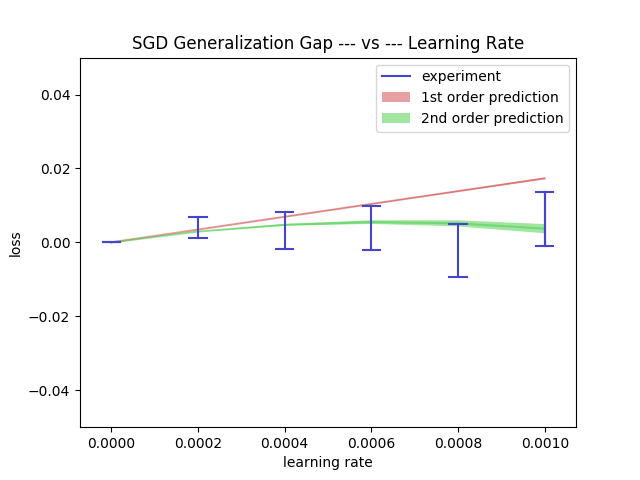 SGD Generalization Gap --- vs --- Learning Rate
experiment
1st order prediction
2nd order prediction
0.04
0.02
0.00
−0.02
−0.04
loss
0.0000 0.0002 0.0004 0.0006 0.0008 0.0010
learning rate